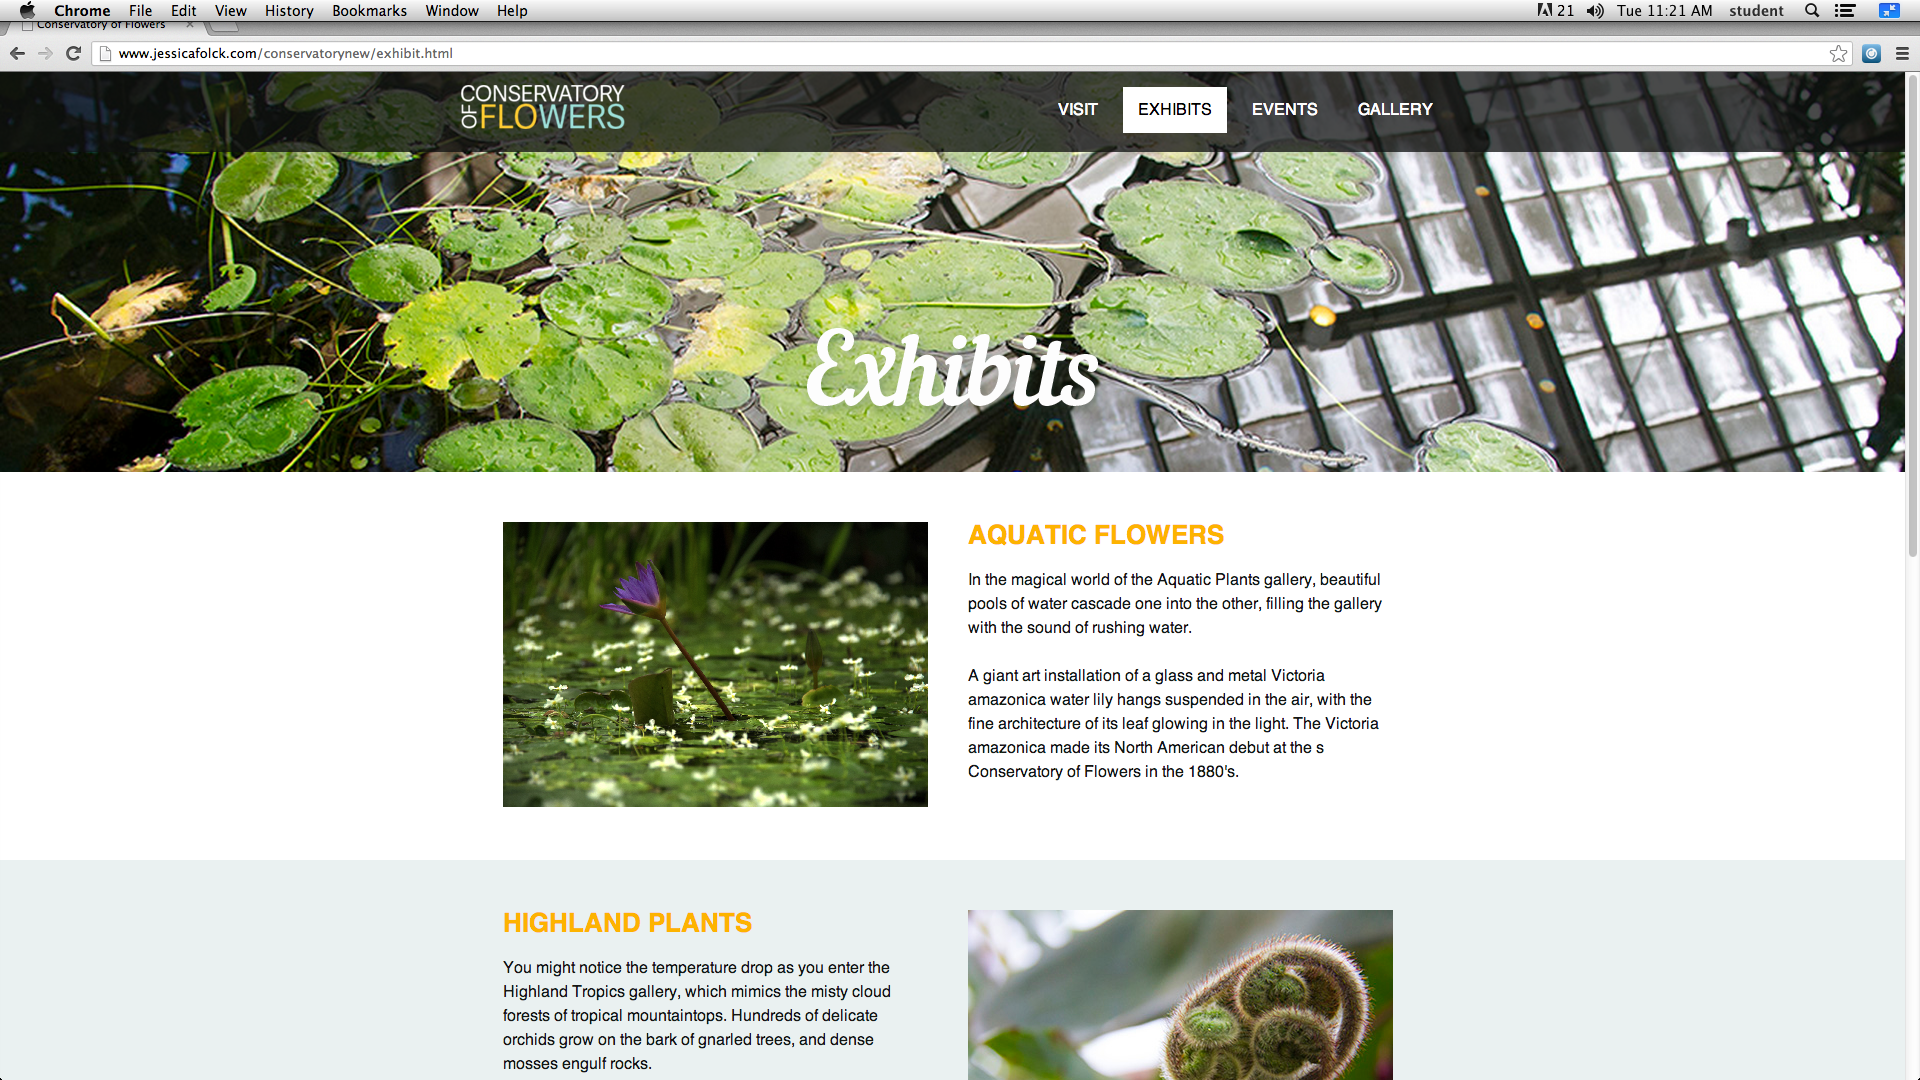 Chrome File Edit View History Bookmarks Window Help 21 Tue 11:21 AM student
Conservatory of Flowers
www.jessicafolck.com/conservatorynew/exhibit.html
CONSERVATORY
OF FLOWERS
VISIT EXHIBITS EVENTS GALLERY
Exhibits
AQUATIC FLOWERS
In the magical world of the Aquatic Plants gallery, beautiful
pools of water cascade one into the other, filling the gallery
with the sound of rushing water.
A giant art installation of a glass and metal Victoria
amazonica water lily hangs suspended in the air, with the
fine architecture of its leaf glowing in the light. The Victoria
amazonica made its North American debut at the s
Conservatory of Flowers in the 1880's.
HIGHLAND PLANTS
You might notice the temperature drop as you enter the
Highland Tropics gallery, which mimics the misty cloud
forests of tropical mountaintops. Hundreds of delicate
orchids grow on the bark of gnarled trees, and dense
mosses engulf rocks.